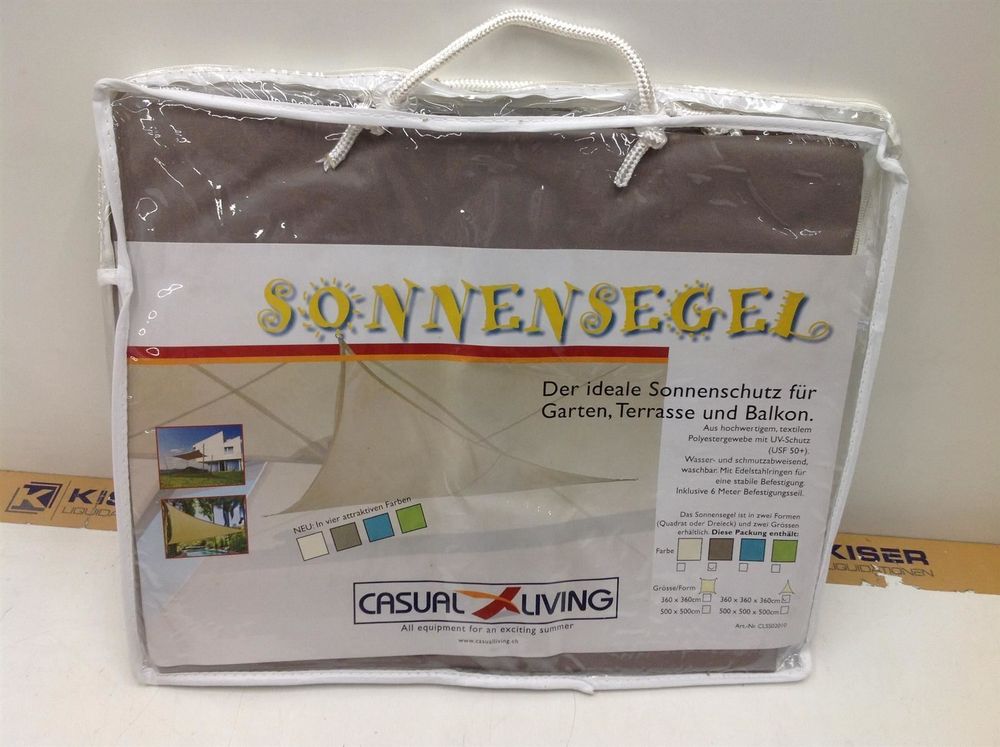 SONNENSEGEL
Der ideale Sonnenschutz für
Garten, Terrasse und Balkon.
Aus hochwertigem, textilem
Polyestergewebe mit UV-Schutz
(USF 50+).
Wasser- und schmutzabweisend,
waschbar. Mit Edelstahlringen für
eine stabile Befestigung.
Inklusive 6 Meter Befestigungsseil.
NEU: In vier attraktiven Farben
Das Sonnensegel ist in zwei Formen
(Quadrat oder Dreieck) und zwei Grössen
erhältlich. Diese Packung enthält:
Farbe
Grösse/Form
360 x 360cm 360 x 360 x 360cm
500 x 500cm 500 x 500 x 500cm
Art.-Nr. CLSS02010
CASUAL X LIVING
All equipment for an exciting summer
www.casualliving.ch
K KISER
LIQUIDATIONEN